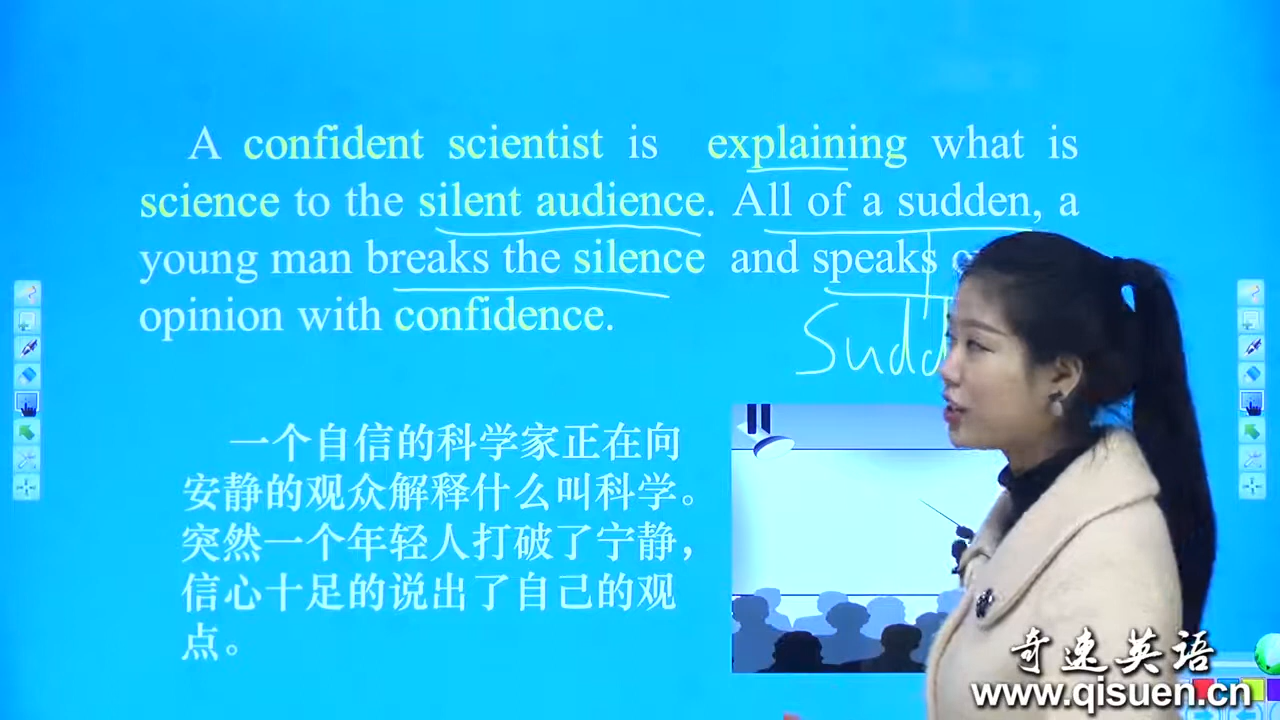 A confident scientist is explaining what is
science to the silent audience. All of a sudden, a
young man breaks the silence and speaks
opinion with confidence.
Sudd
一个自信的科学家正在向
安静的观众解释什么叫科学。
突然一个年轻人打破了宁静，
信心十足的说出了自己的观
点。
奇速英语
www.qisuen.cn